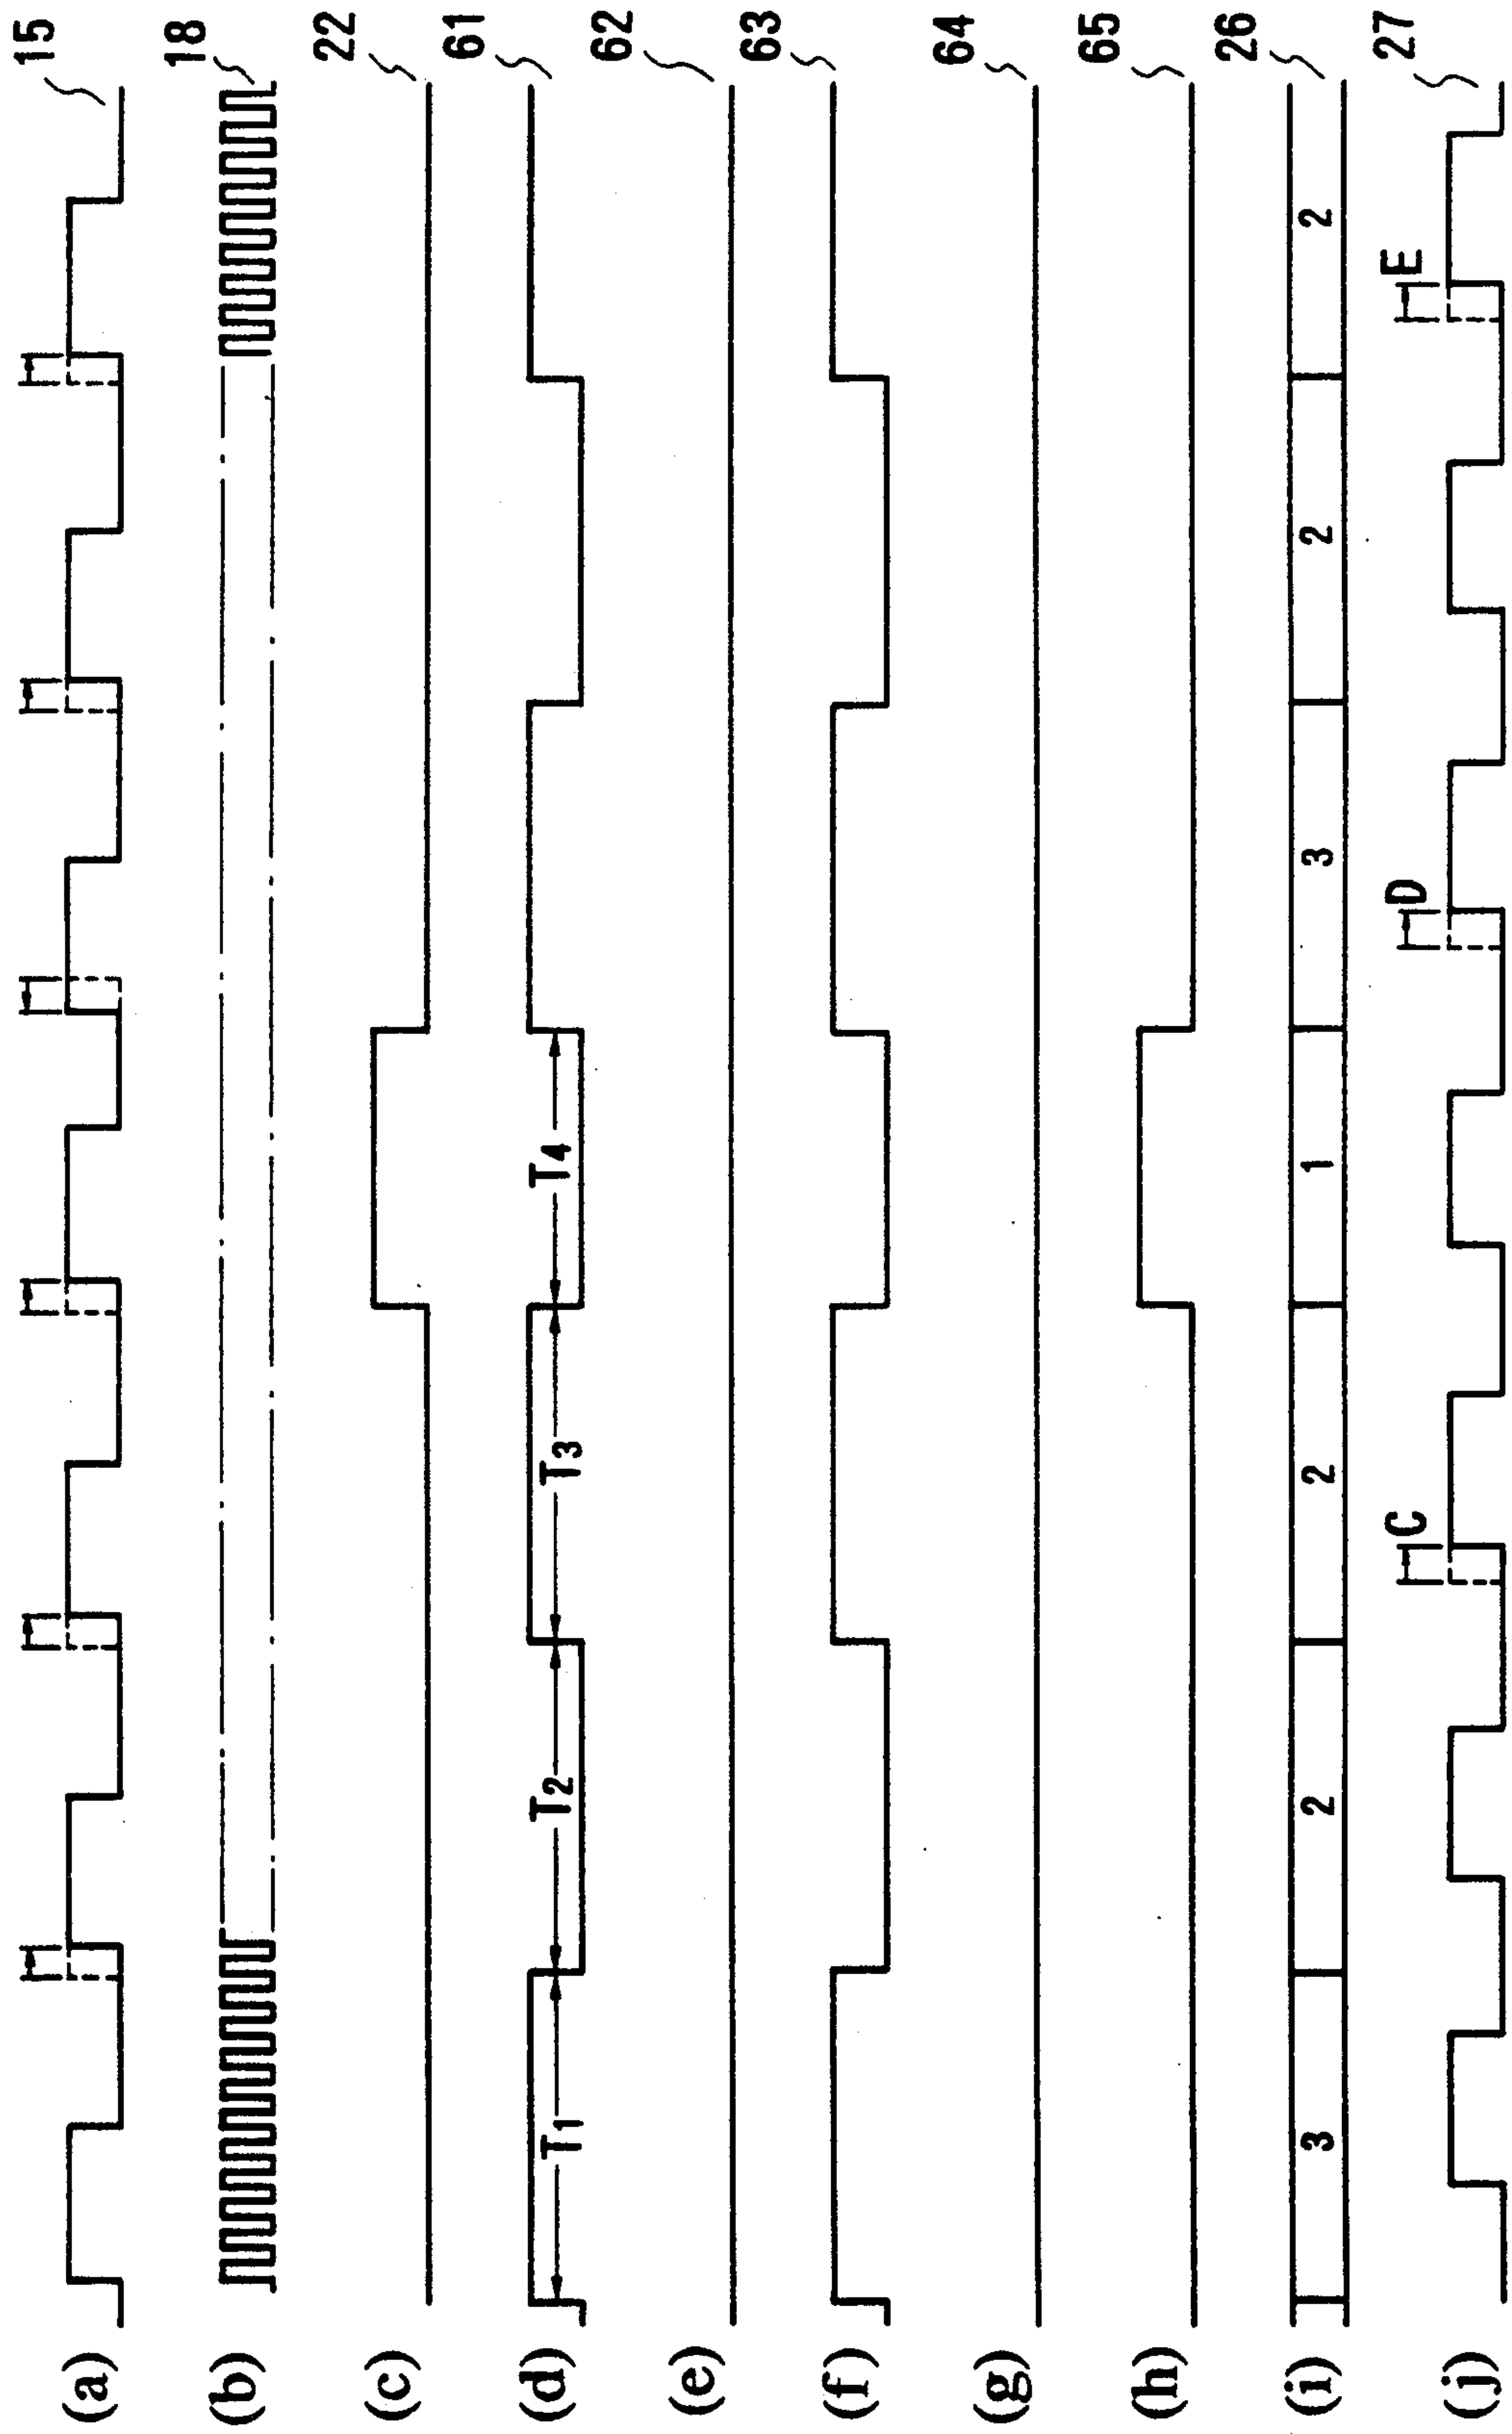 (a) 15
(b) 18
(c) 22
(d) T1 T2 T3 T4 61
(e) 62
(f) 63
(g) 64
(h) 65
(i) 3 2 2 1 3 2 2 26
(j) C D E 27